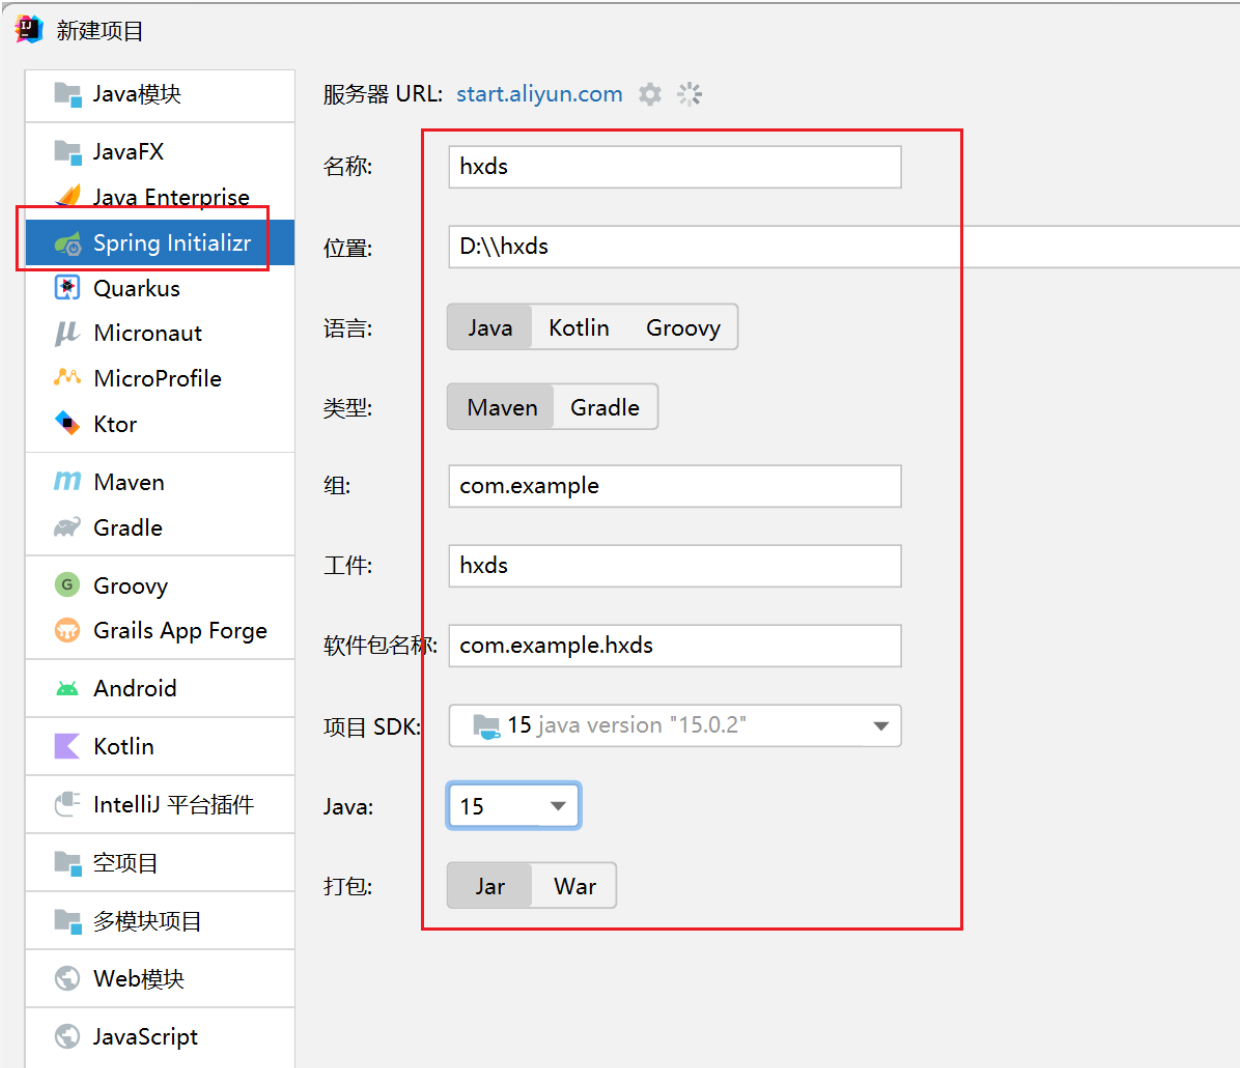 新建项目
Java模块
JavaFX
Java Enterprise
Spring Initializr
Quarkus
Micronaut
MicroProfile
Ktor
Maven
Gradle
Groovy
Grails App Forge
Android
Kotlin
IntelliJ 平台插件
空项目
多模块项目
Web模块
JavaScript
服务器 URL: start.aliyun.com
名称: hxds
位置: D:\\hxds
语言: Java Kotlin Groovy
类型: Maven Gradle
组: com.example
工件: hxds
软件包名称: com.example.hxds
项目 SDK: 15 java version "15.0.2"
Java: 15
打包: Jar War